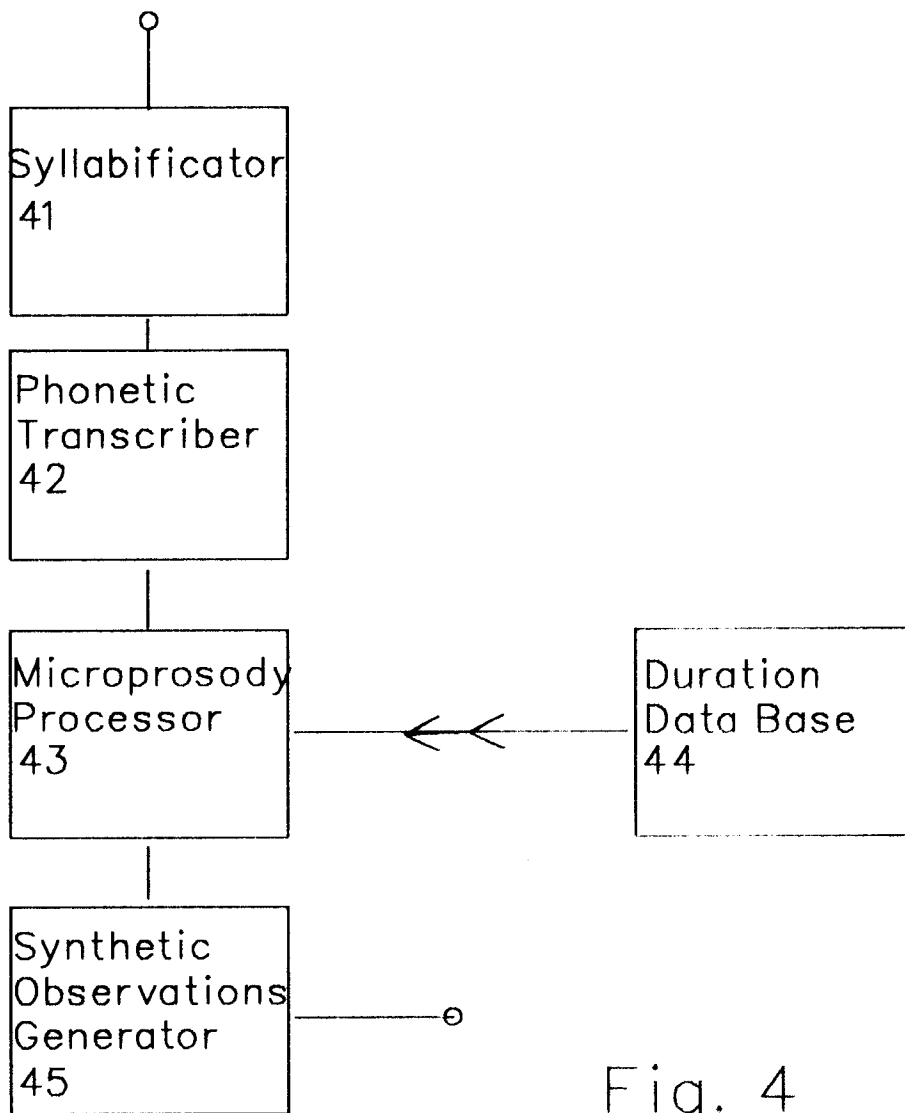 Syllabificator
41
Phonetic
Transcriber
42
Microprosody
Processor
43
Duration
Data Base
44
Synthetic
Observations
Generator
45
Fig. 4